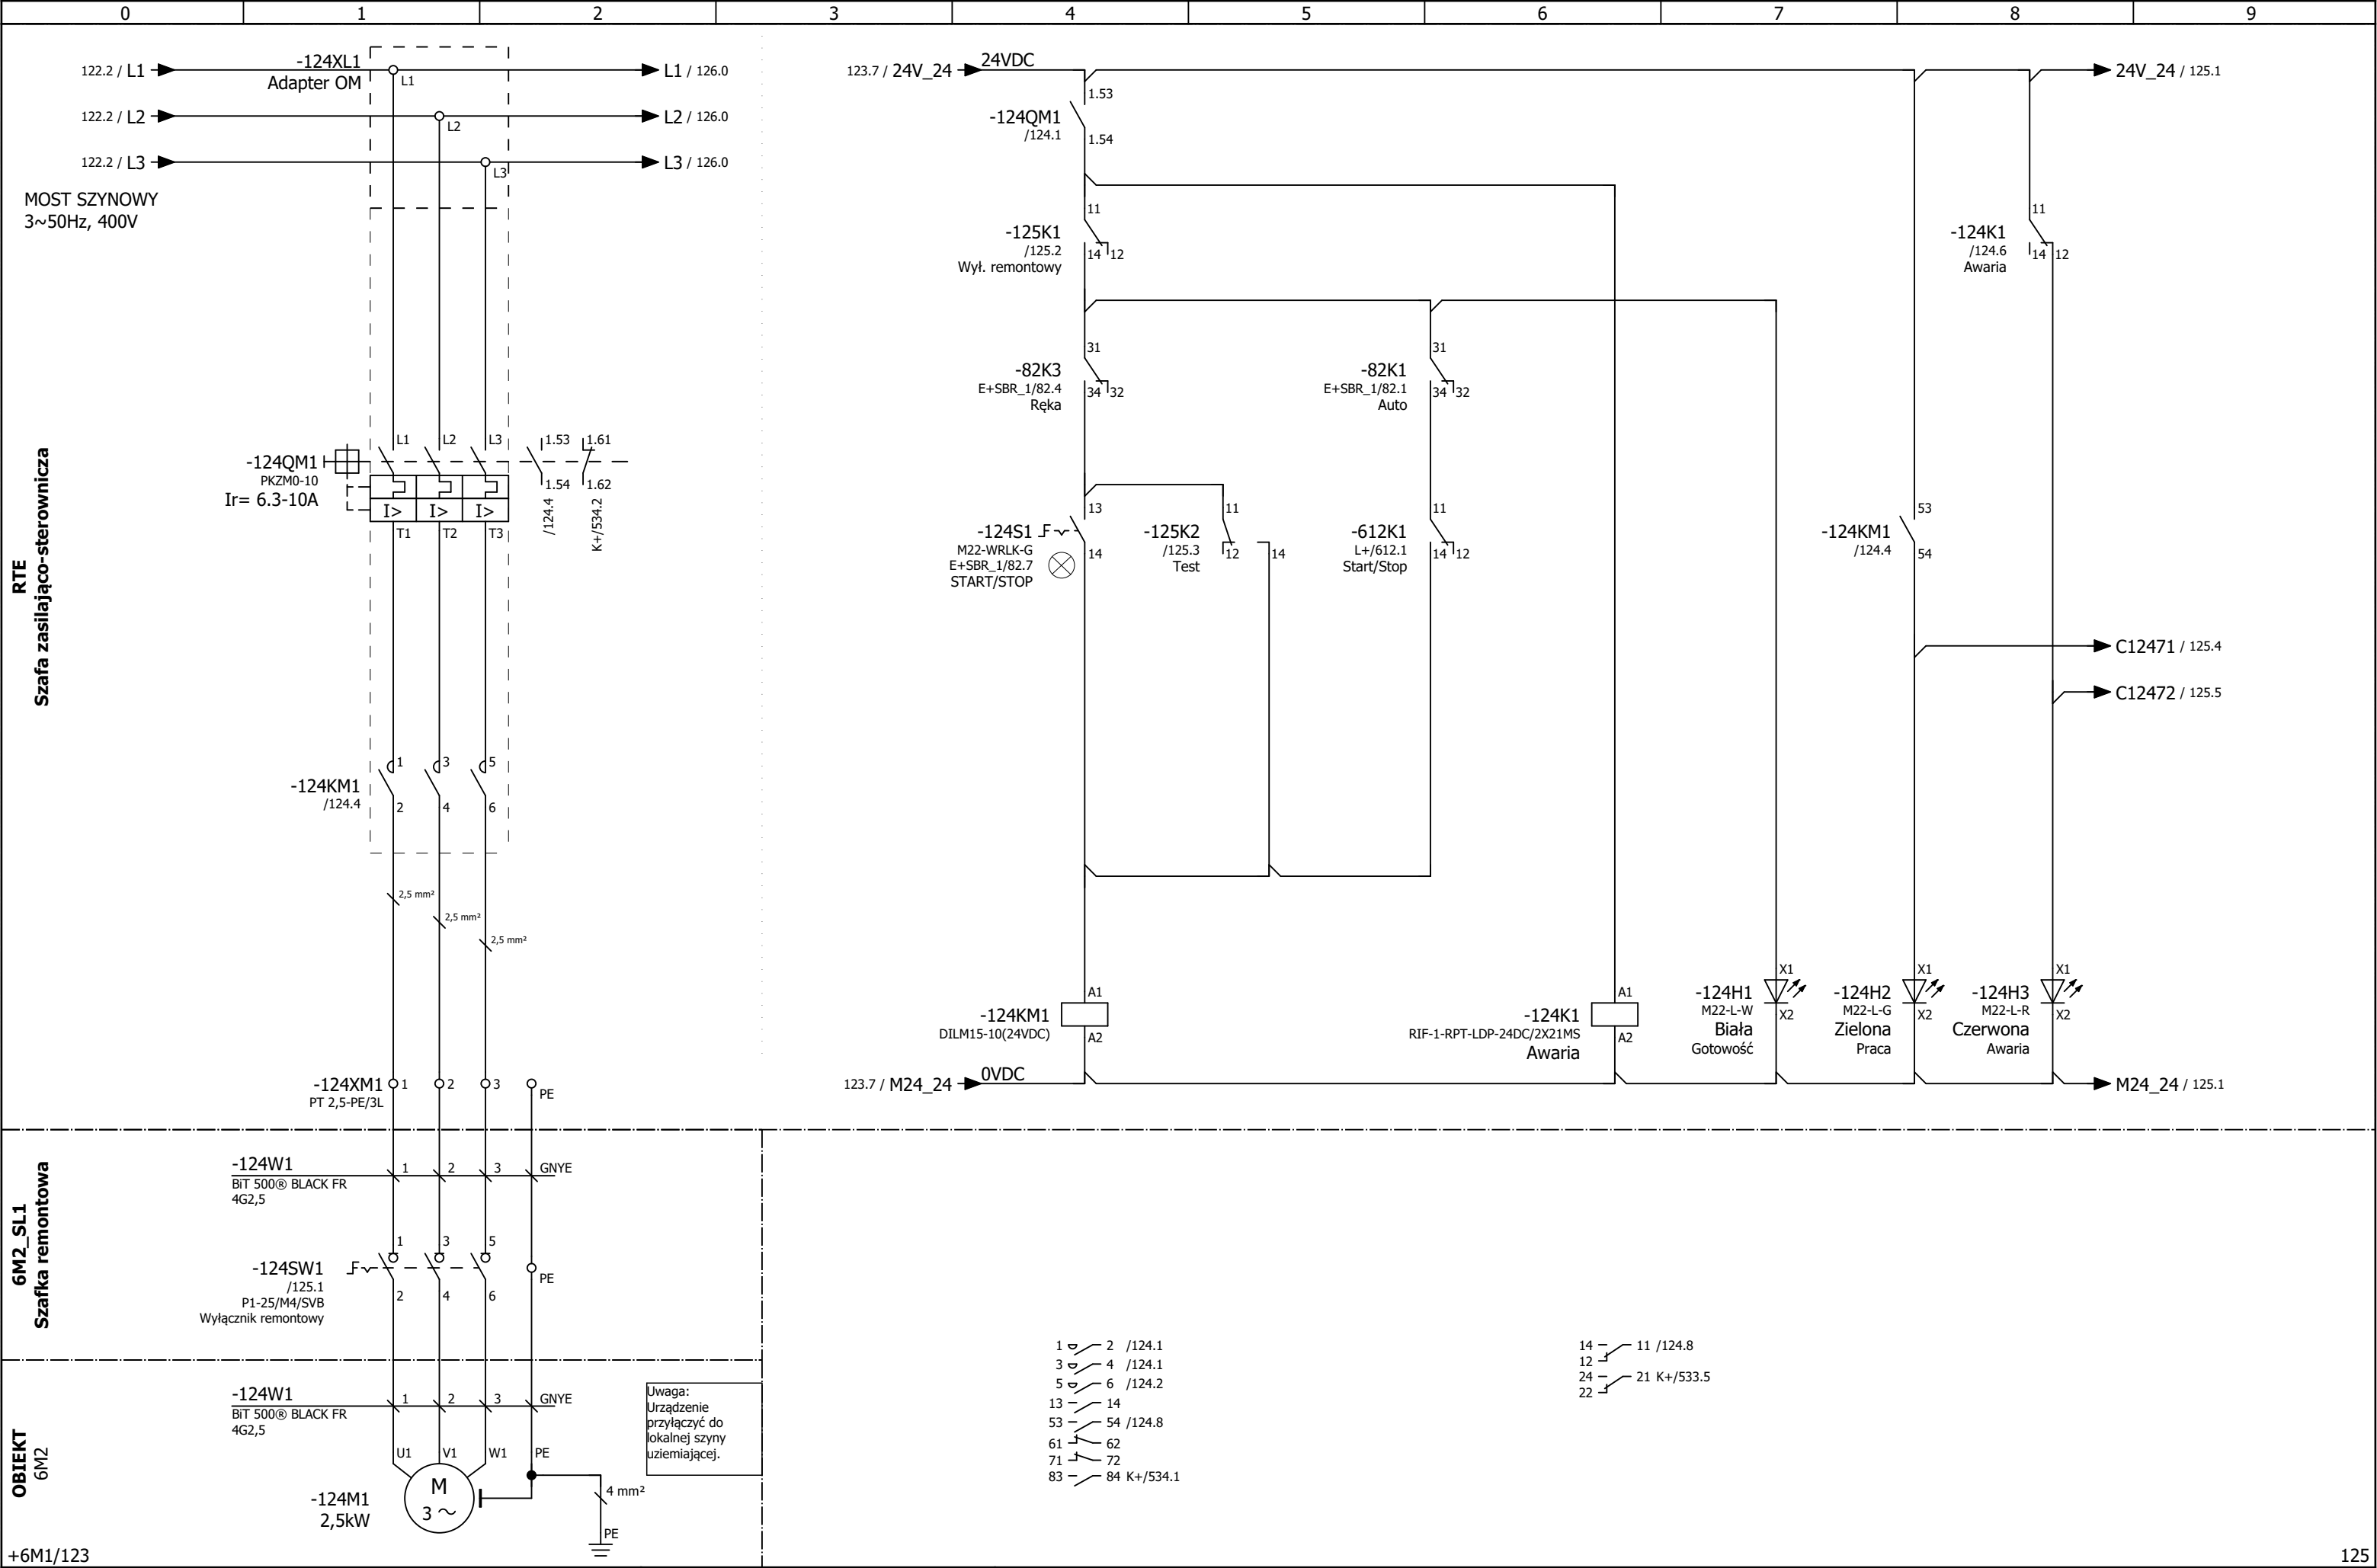 0 1 2 3 4 5 6 7 8 9
122.2 / L1
-124XL1
Adapter OM
L1
L1 / 126.0
122.2 / L2
L2
L2 / 126.0
122.2 / L3
L3
L3 / 126.0
MOST SZYNOWY
3~50Hz, 400V
RTE
Szafa zasilająco-sterownicza
-124QM1
PKZM0-10
Ir= 6.3-10A
L1 L2 L3
1.53 1.61
I> I> I>
1.54 1.62
T1 T2 T3
/124.4
K+/534.2
-124KM1
/124.4
1 3 5
2 4 6
2,5 mm²
2,5 mm²
2,5 mm²
-124XM1
PT 2,5-PE/3L
1 2 3 PE
123.7 / 24V_24
24VDC
24V_24 / 125.1
-124QM1
/124.1
1.53
1.54
-125K1
/125.2
Wył. remontowy
11
14 12
-124K1
/124.6
Awaria
11
14 12
-82K3
E+SBR_1/82.4
Ręka
31
34 32
-82K1
E+SBR_1/82.1
Auto
31
34 32
-124S1
M22-WRLK-G
E+SBR_1/82.7
START/STOP
13
14
-125K2
/125.3
Test
11
12 14
-612K1
L+/612.1
Start/Stop
11
14 12
-124KM1
/124.4
53
54
C12471 / 125.4
C12472 / 125.5
-124KM1
DILM15-10(24VDC)
A1
A2
-124K1
RIF-1-RPT-LDP-24DC/2X21MS
Awaria
A1
A2
-124H1
M22-L-W
Biała
Gotowość
X1
X2
-124H2
M22-L-G
Zielona
Praca
X1
X2
-124H3
M22-L-R
Czerwona
Awaria
X1
X2
123.7 / M24_24
0VDC
M24_24 / 125.1
6M2_SL1
Szafka remontowa
-124W1
BiT 500® BLACK FR
4G2,5
1 2 3 GNYE
-124SW1
/125.1
P1-25/M4/SVB
Wyłącznik remontowy
1 3 5
2 4 6
PE
OBIEKT
6M2
-124W1
BiT 500® BLACK FR
4G2,5
1 2 3 GNYE
U1 V1 W1 PE
M
3
-124M1
2,5kW
4 mm²
PE
Uwaga:
Urządzenie
przyłączyć do
lokalnej szyny
uziemiającej.
1 2 /124.1
3 4 /124.1
5 6 /124.2
13 14
53 54 /124.8
61 62
71 72
83 84 K+/534.1
14 11 /124.8
12
24 21 K+/533.5
22
+6M1/123
125